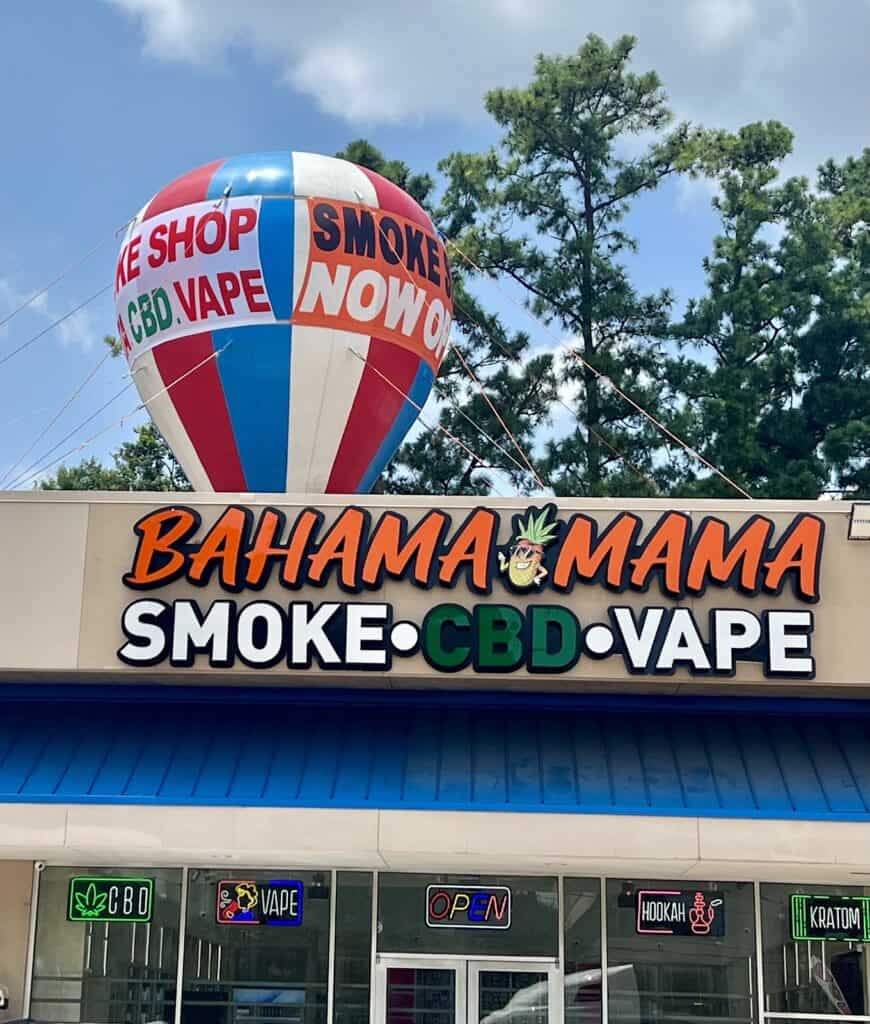 KE SHOP
CBD.VAPE
SMOKE
NOW
BAHAMA MAMA
SMOKE•CBD•VAPE
CBD
VAPE
OPEN
HOOKAH
KRATOM